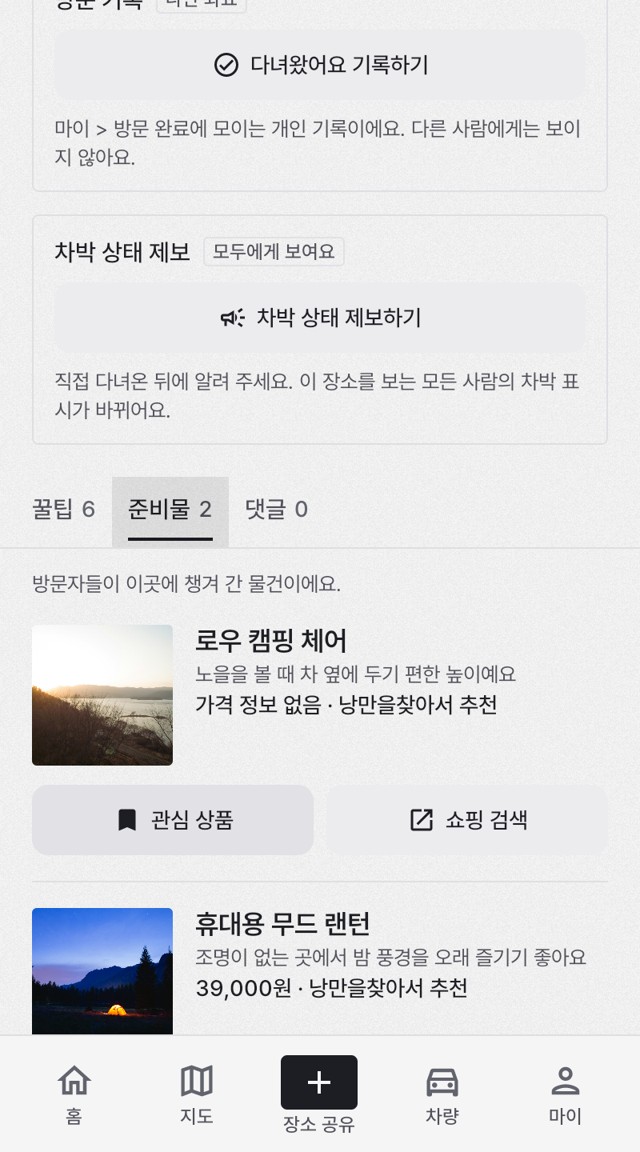 방문 기록 나만 봐요
다녀왔어요 기록하기
마이 > 방문 완료에 모이는 개인 기록이에요. 다른 사람에게는 보이
지 않아요.
차박 상태 제보 모두에게 보여요
차박 상태 제보하기
직접 다녀온 뒤에 알려 주세요. 이 장소를 보는 모든 사람의 차박 표
시가 바뀌어요.
꿀팁 6 준비물 2 댓글 0
방문자들이 이곳에 챙겨 간 물건이에요.
로우 캠핑 체어
노을을 볼 때 차 옆에 두기 편한 높이예요
가격 정보 없음 · 낭만을찾아서 추천
관심 상품 쇼핑 검색
휴대용 무드 랜턴
조명이 없는 곳에서 밤 풍경을 오래 즐기기 좋아요
39,000원 · 낭만을찾아서 추천
홈 지도 장소 공유 차량 마이